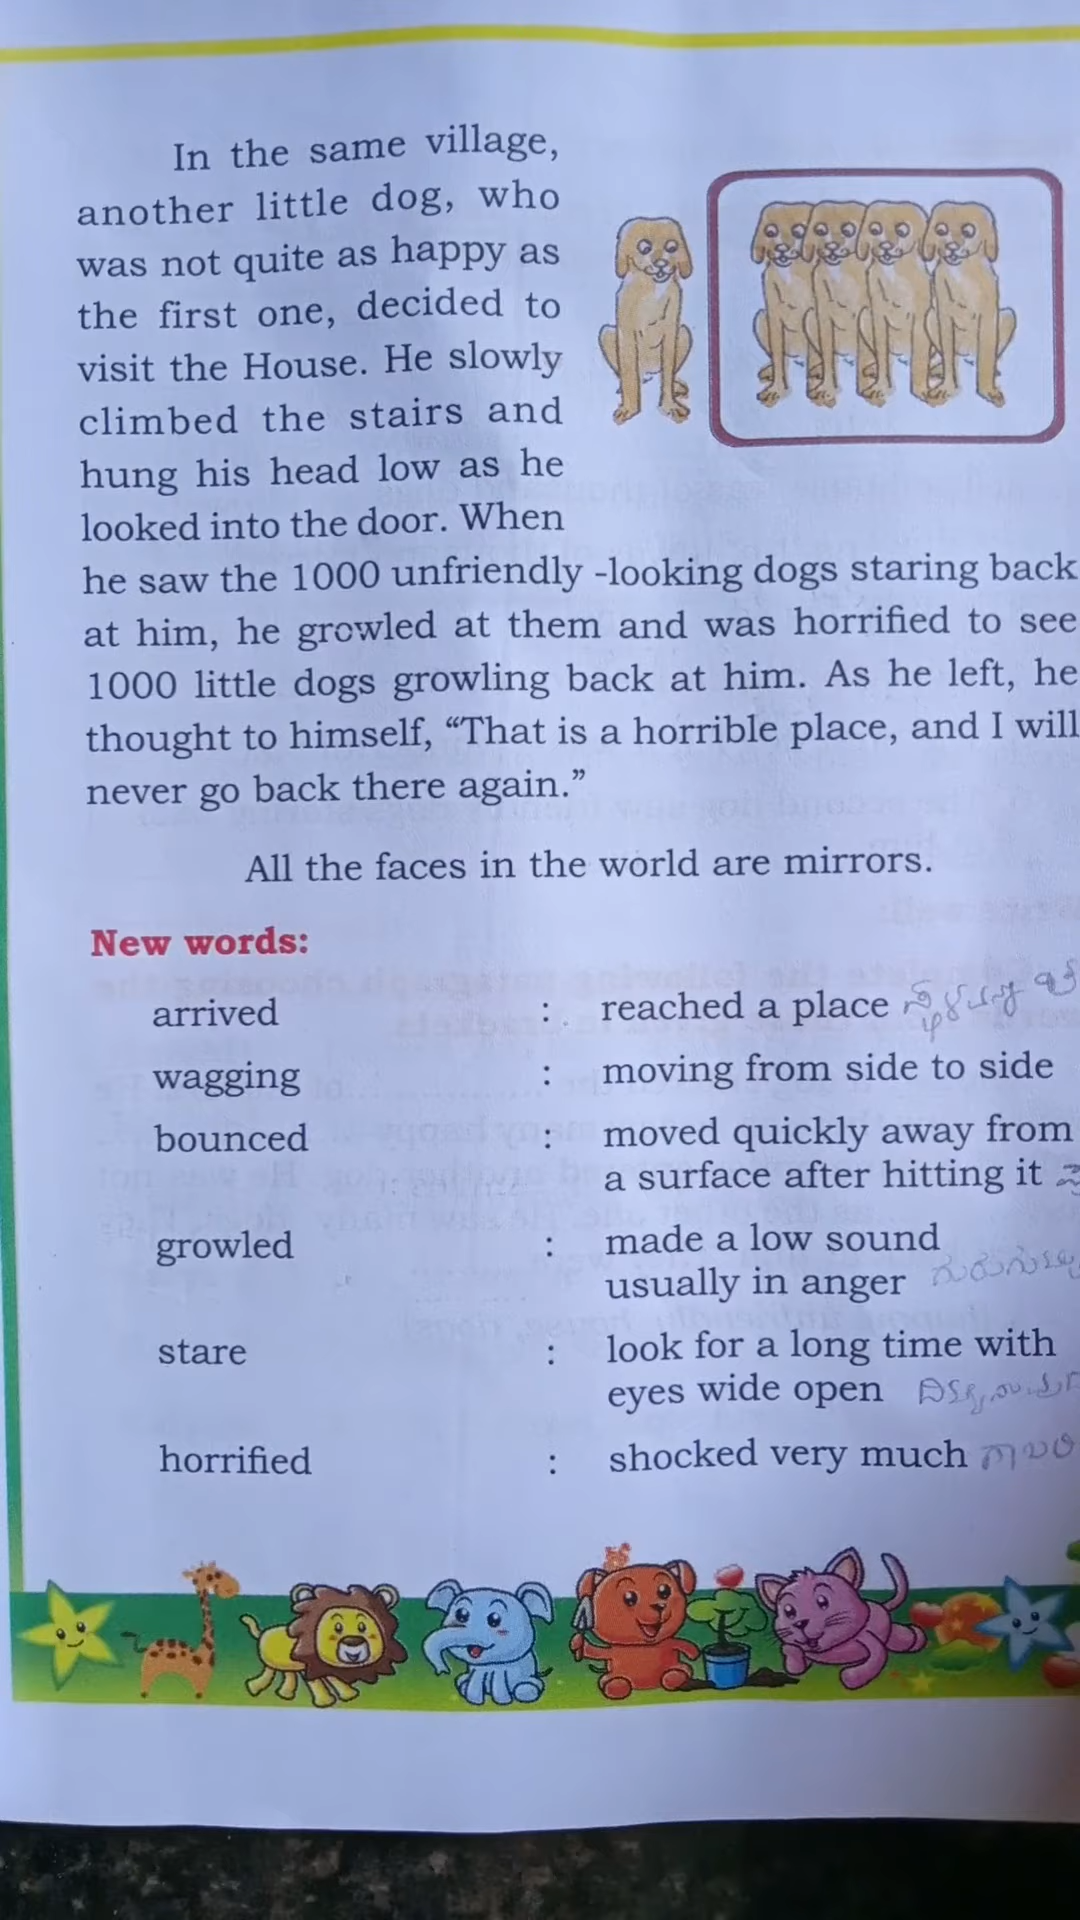 In the same village,
another little dog, who
was not quite as happy as
the first one, decided to
visit the House. He slowly
climbed the stairs and
hung his head low as he
looked into the door. When
he saw the 1000 unfriendly -looking dogs staring back
at him, he growled at them and was horrified to see
1000 little dogs growling back at him. As he left, he
thought to himself, “That is a horrible place, and I will
never go back there again.”
All the faces in the world are mirrors.
New words:
arrived : reached a place
wagging : moving from side to side
bounced : moved quickly away from
a surface after hitting it
growled : made a low sound
usually in anger
stare : look for a long time with
eyes wide open
horrified : shocked very much